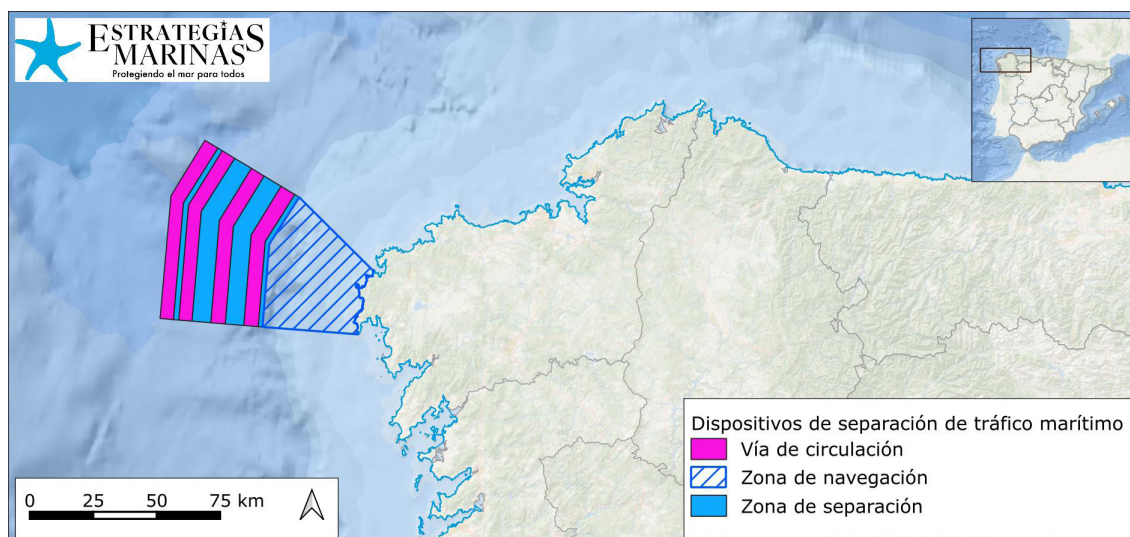 ESTRATEGIAS
MARINAS
Protegiendo el mar para todos
Dispositivos de separación de tráfico marítimo
Vía de circulación
Zona de navegación
Zona de separación
0 25 50 75 km